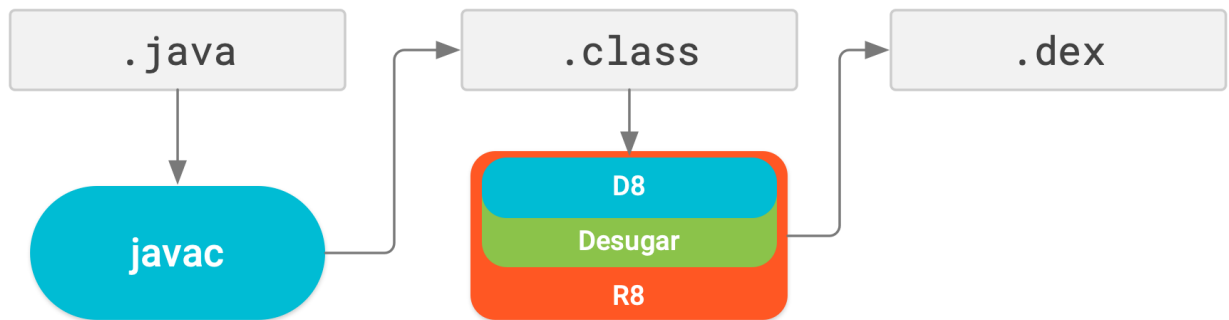 .java
.class
.dex
javac
D8
Desugar
R8